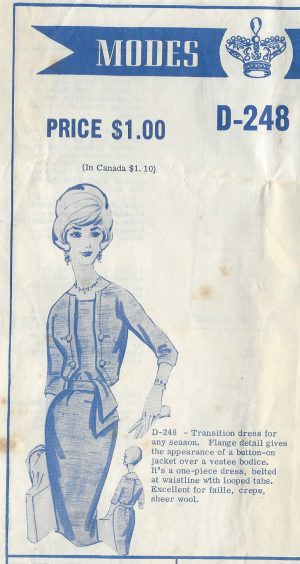 MODES
D-248
PRICE $1.00
(In Canada $1.10)
D-248 - Transition dress for
any season. Flange detail gives
the appearance of a button-on
jacket over a vestee bodice.
It's a one-piece dress, belted
at waistline with looped tabs.
Excellent for faille, crepe,
sheer wool.